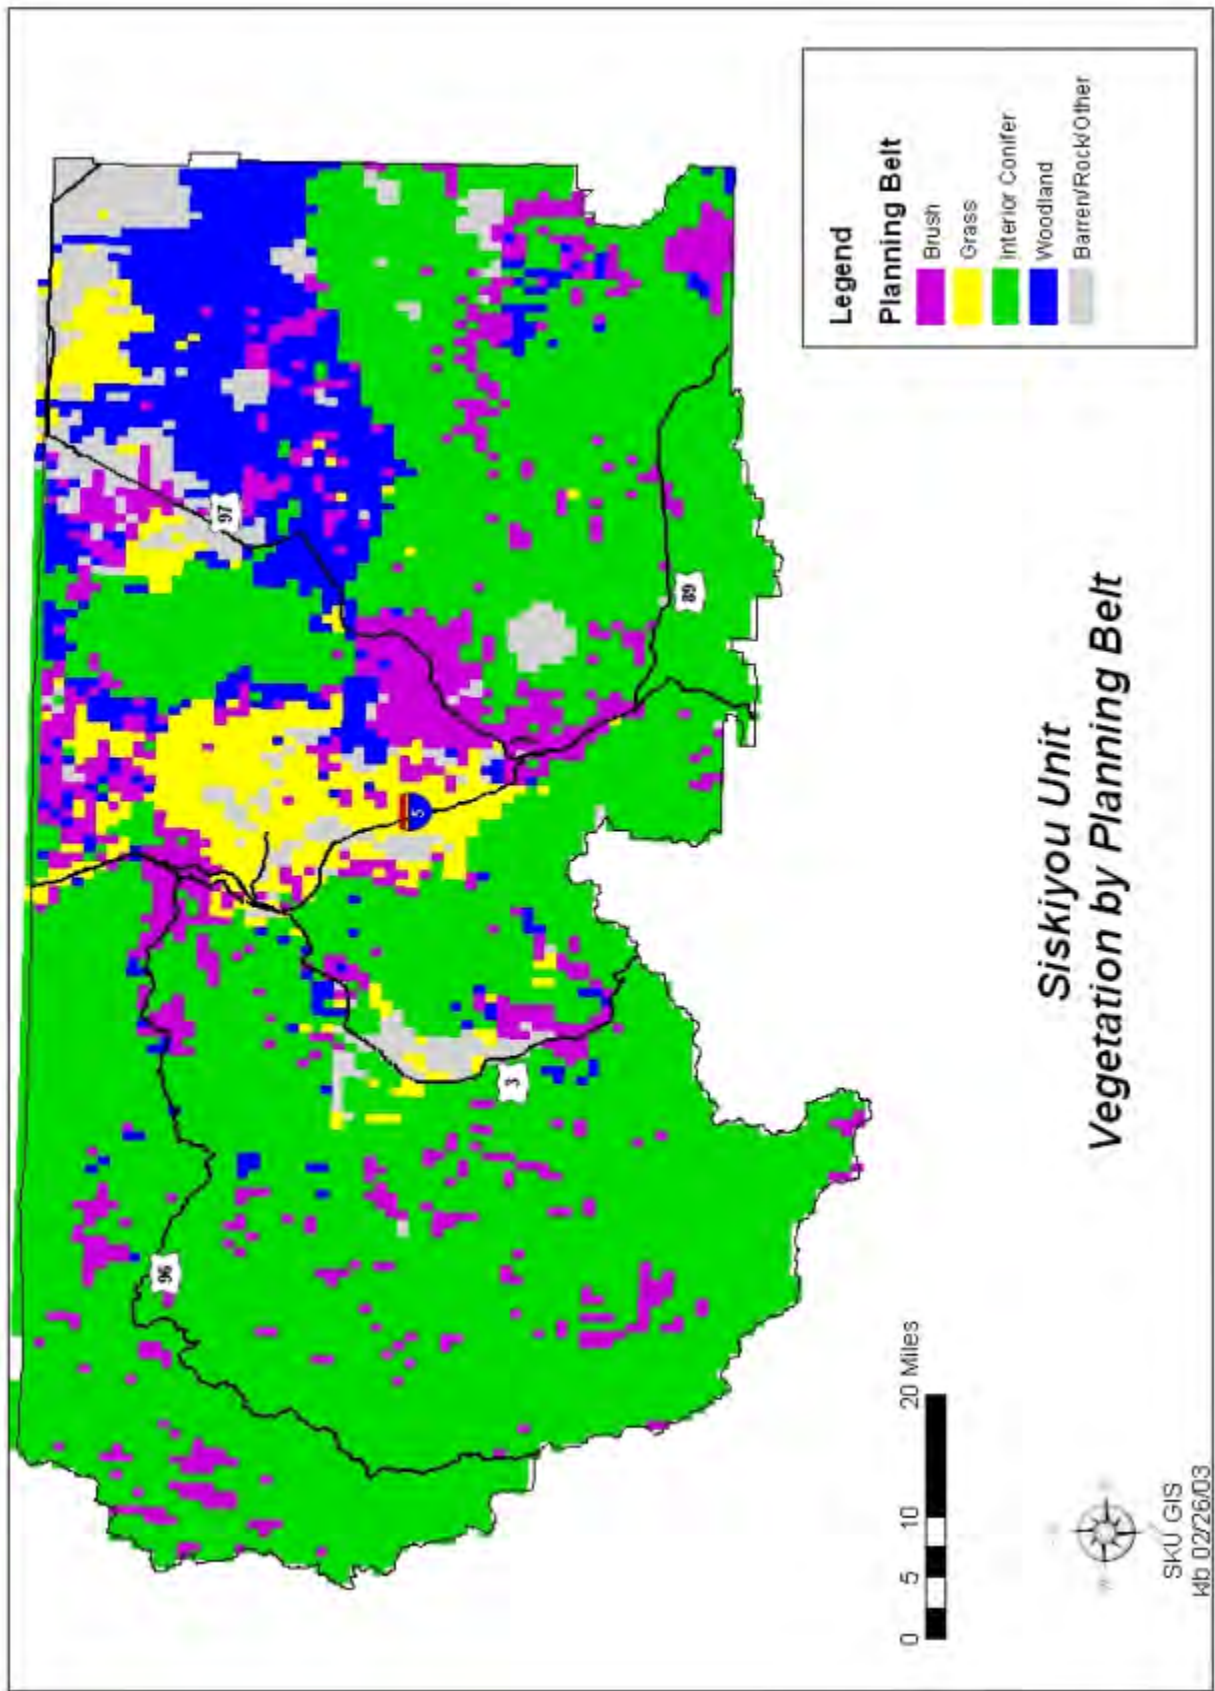 Legend
Planning Belt
Brush
Grass
Interior Conifer
Woodland
Barren/Rock/Other
97
5
89
3
96
Siskiyou Unit
Vegetation by Planning Belt
0 5 10 20 Miles
SKU GIS
kfb 02/26/03